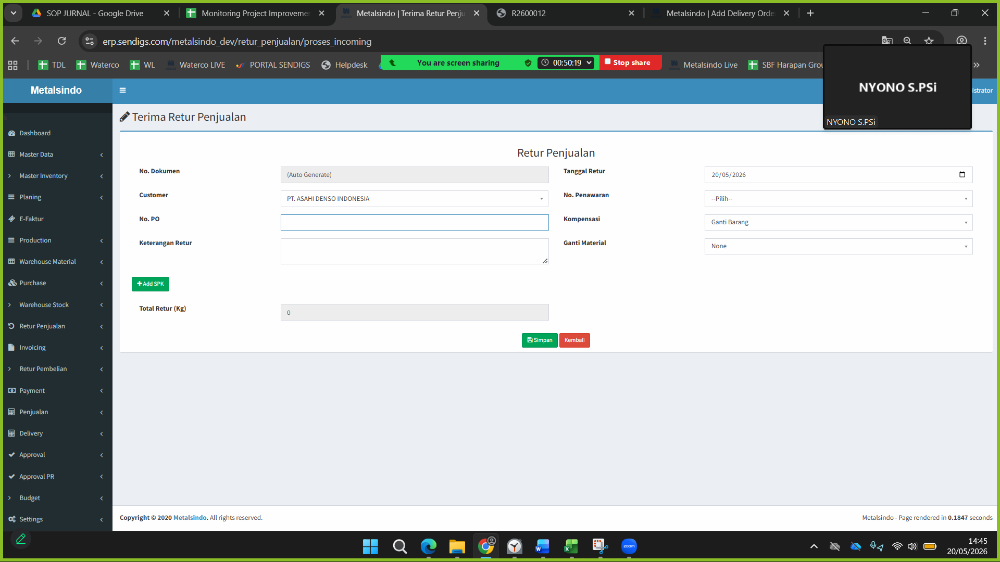 SOP JURNAL - Google Drive
Monitoring Project Improvemer
Metalsindo | Terima Retur Penju
R2600012
Metalsindo | Add Delivery Orde
erp.sendigs.com/metalsindo_dev/retur_penjualan/proses_incoming
TDL
Waterco
WL
Waterco LIVE
PORTAL SENDIGS
Helpdesk
You are screen sharing
00:50:19
Stop share
Metalsindo Live
SBF Harapan Grou
NYONO S.PSi
NYONO S.PSi
Metalsindo
istrator
Terima Retur Penjualan
Dashboard
Master Data
Master Inventory
Planing
E-Faktur
Production
Warehouse Material
Purchase
Warehouse Stock
Retur Penjualan
Invoicing
Retur Pembelian
Payment
Penjualan
Delivery
Approval
Approval PR
Budget
Settings
Retur Penjualan
No. Dokumen
(Auto Generate)
Tanggal Retur
20/05/2026
Customer
PT. ASAHI DENSO INDONESIA
No. Penawaran
--Pilih--
No. PO
Kompensasi
Ganti Barang
Keterangan Retur
Ganti Material
None
Add SPK
Total Retur (Kg)
0
Simpan
Kembali
Copyright © 2020 Metalsindo. All rights reserved.
Metalsindo - Page rendered in 0.1847 seconds
zoom
14:45
20/05/2026